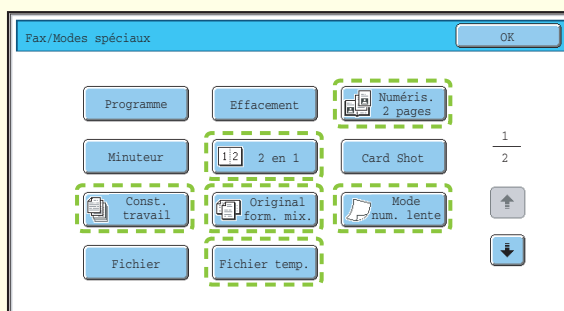 Fax/Modes spéciaux
OK
Programme
Effacement
Numéris.
2 pages
Minuteur
1 2
2 en 1
Card Shot
1
2
Const.
travail
Original
form. mix.
Mode
num. lente
Fichier
Fichier temp.